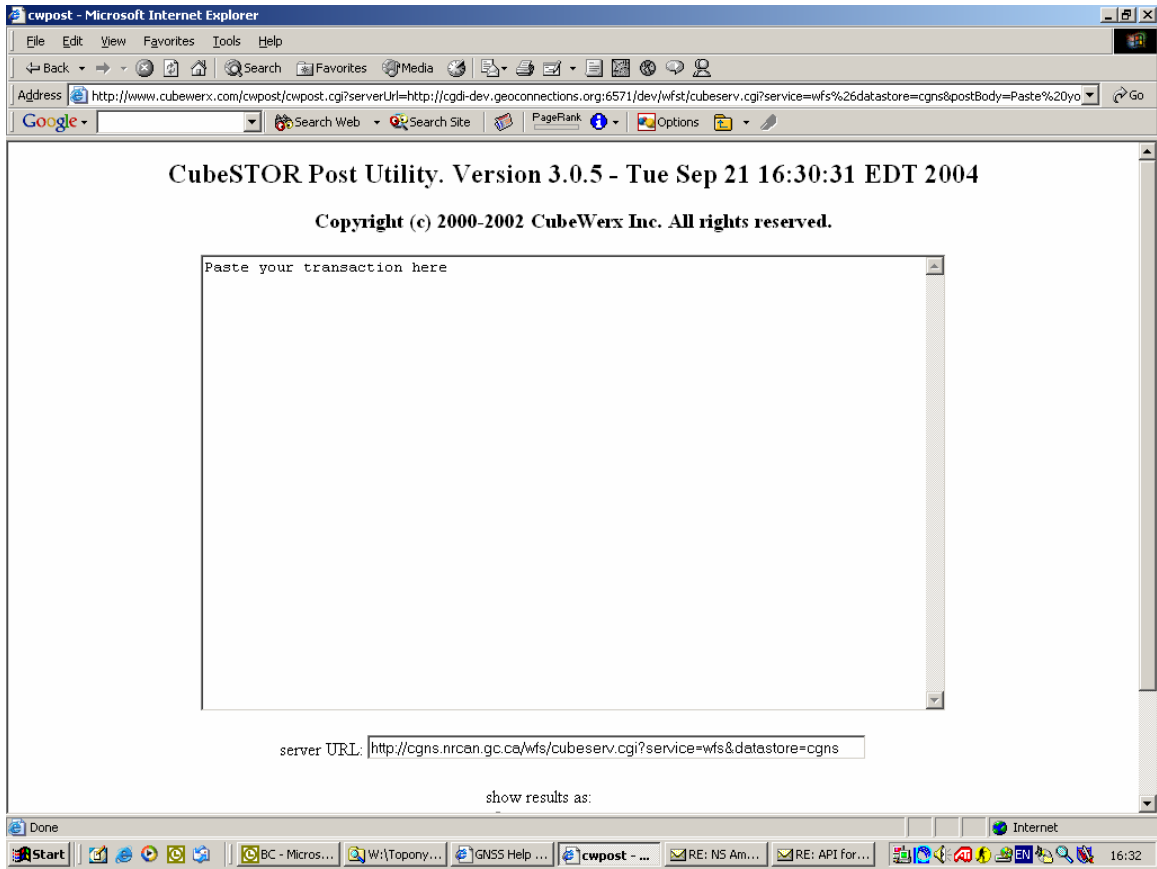 cwpost - Microsoft Internet Explorer
File Edit View Favorites Tools Help
Back Search Favorites Media
Address http://www.cubewerx.com/cwpost/cwpost.cgi?serverUrl=http://cgdi-dev.geoconnections.org:6571/dev/wfst/cubeserv.cgi?service=wfs%26datastore=cgns&postBody=Paste%20yo Go
Google Search Web Search Site PageRank Options
CubeSTOR Post Utility. Version 3.0.5 - Tue Sep 21 16:30:31 EDT 2004
Copyright (c) 2000-2002 CubeWerx Inc. All rights reserved.
Paste your transaction here
server URL: http://cgns.nrcan.gc.ca/wfs/cubeserv.cgi?service=wfs&datastore=cgns
show results as:
Done Internet
Start BC - Micros... W:\Topony... GNSS Help ... cwpost - ... RE: NS Am... RE: API for... EN 16:32